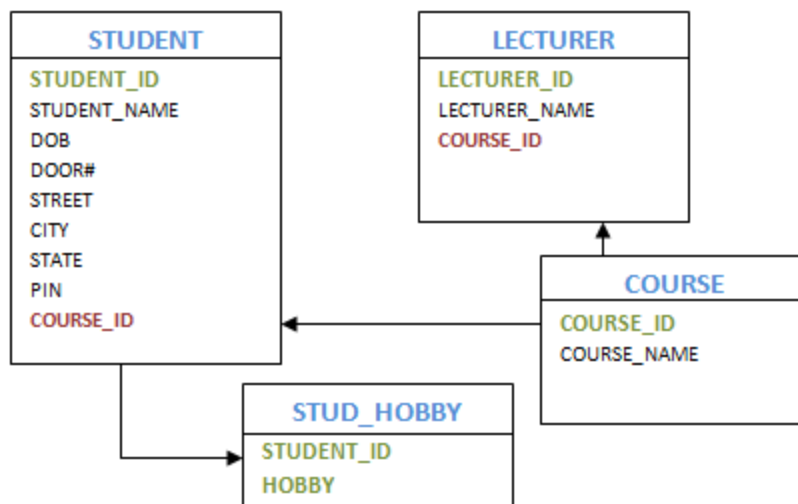 STUDENT
STUDENT_ID
STUDENT_NAME
DOB
DOOR#
STREET
CITY
STATE
PIN
COURSE_ID
LECTURER
LECTURER_ID
LECTURER_NAME
COURSE_ID
COURSE
COURSE_ID
COURSE_NAME
STUD_HOBBY
STUDENT_ID
HOBBY